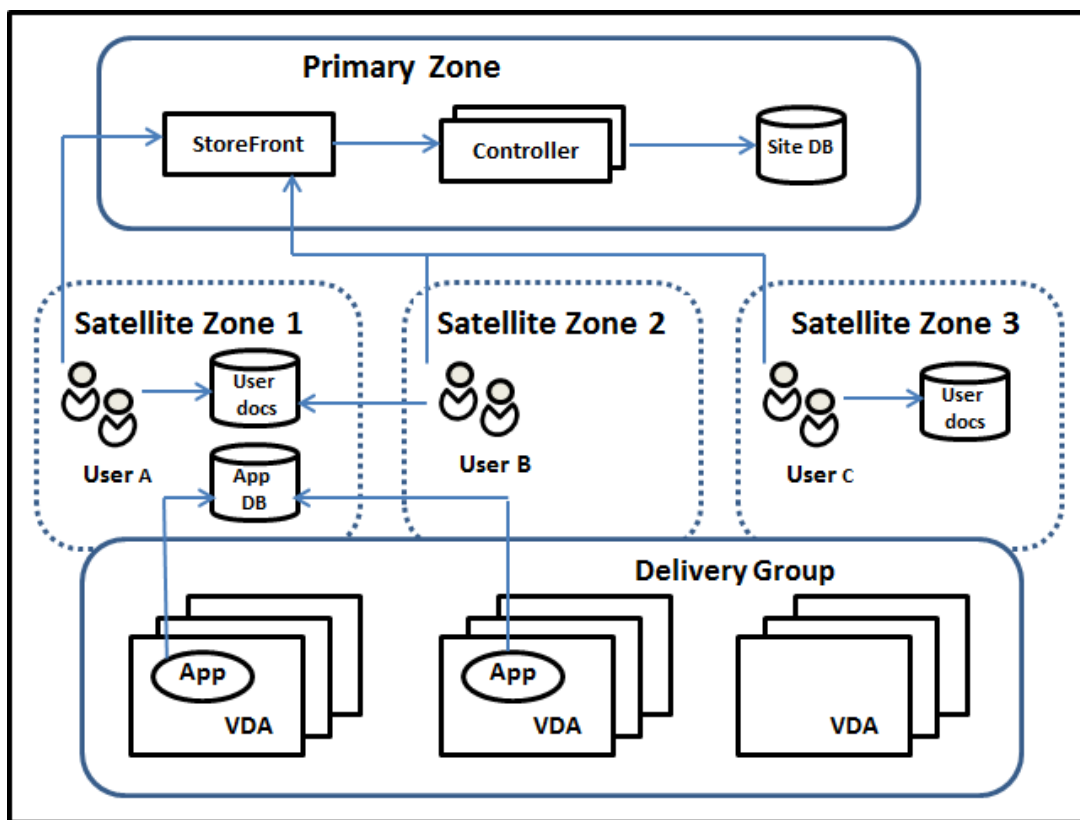 Primary Zone
StoreFront
Controller
Site DB
Satellite Zone 1
User
docs
User A
App
DB
Satellite Zone 2
User B
Satellite Zone 3
User
docs
User C
Delivery Group
App
VDA
App
VDA
VDA